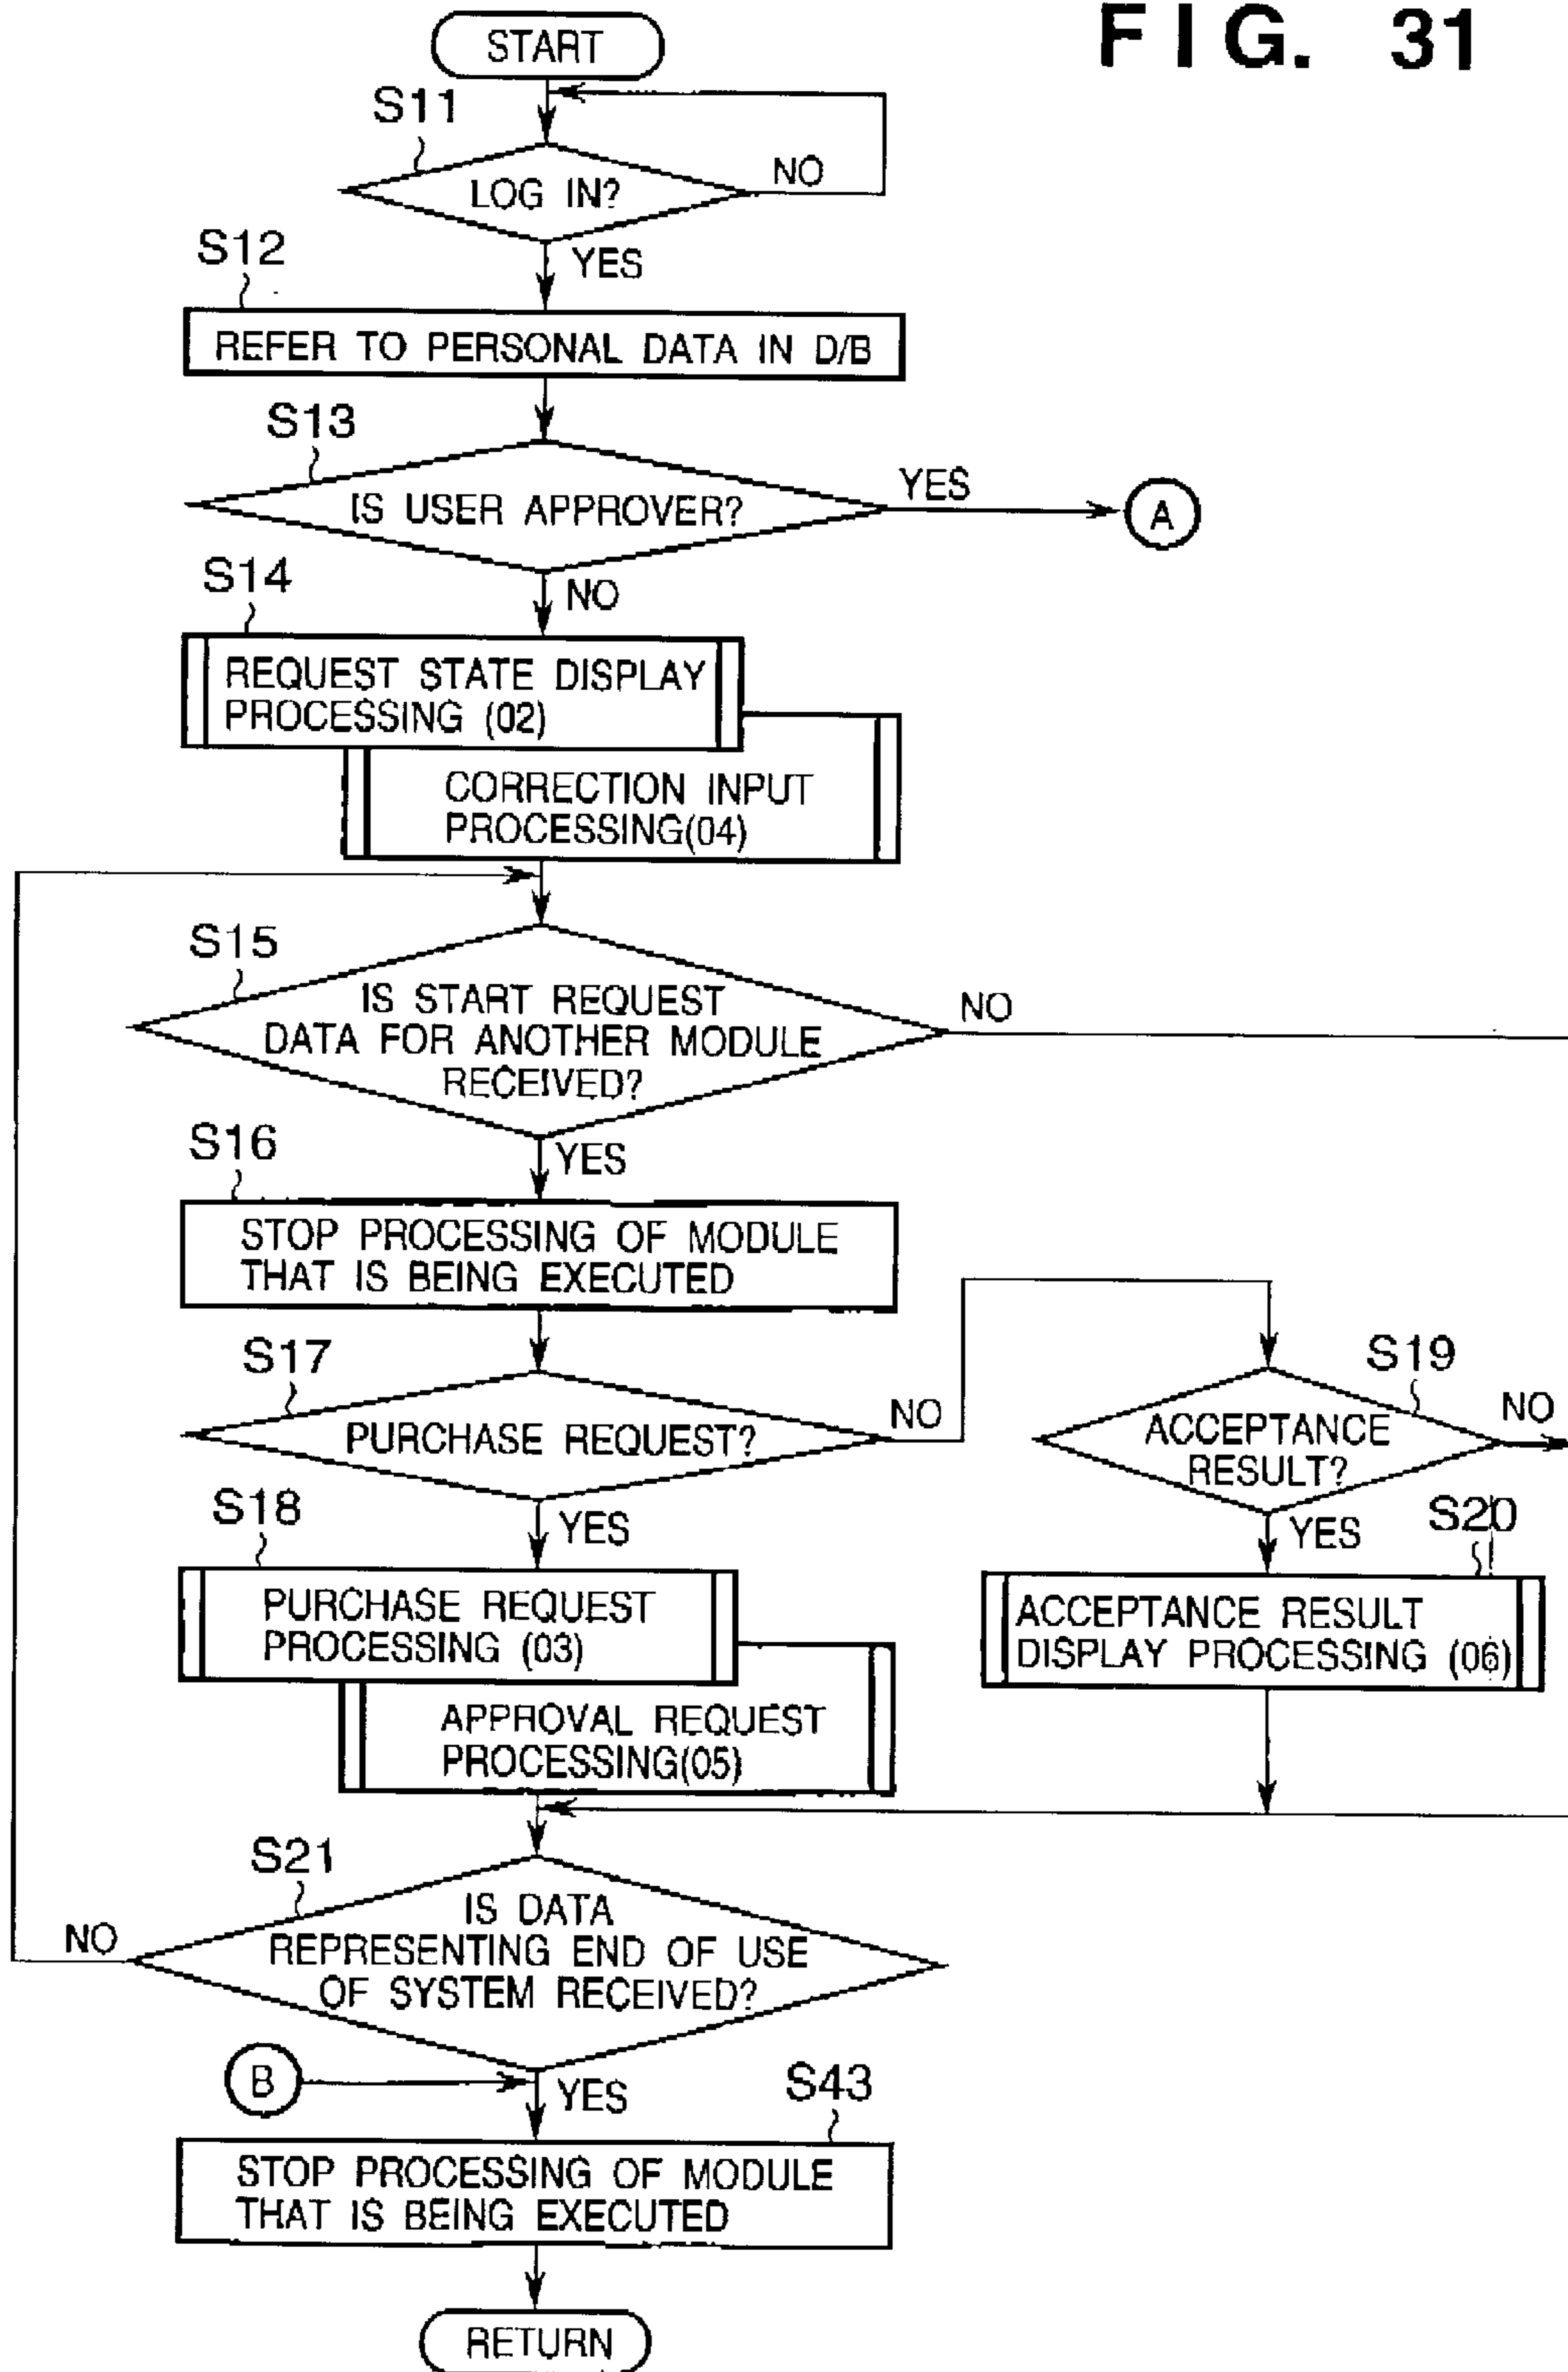 FIG. 31
START
S11
LOG IN?
NO
YES
S12
REFER TO PERSONAL DATA IN D/B
S13
IS USER APPROVER?
YES
A
NO
S14
REQUEST STATE DISPLAY
PROCESSING (02)
CORRECTION INPUT
PROCESSING(04)
S15
IS START REQUEST
DATA FOR ANOTHER MODULE
RECEIVED?
NO
YES
S16
STOP PROCESSING OF MODULE
THAT IS BEING EXECUTED
S17
PURCHASE REQUEST?
NO
YES
S19
ACCEPTANCE
RESULT?
NO
YES
S18
PURCHASE REQUEST
PROCESSING (03)
APPROVAL REQUEST
PROCESSING(05)
S20
ACCEPTANCE RESULT
DISPLAY PROCESSING (06)
S21
IS DATA
REPRESENTING END OF USE
OF SYSTEM RECEIVED?
NO
YES
B
S43
STOP PROCESSING OF MODULE
THAT IS BEING EXECUTED
RETURN